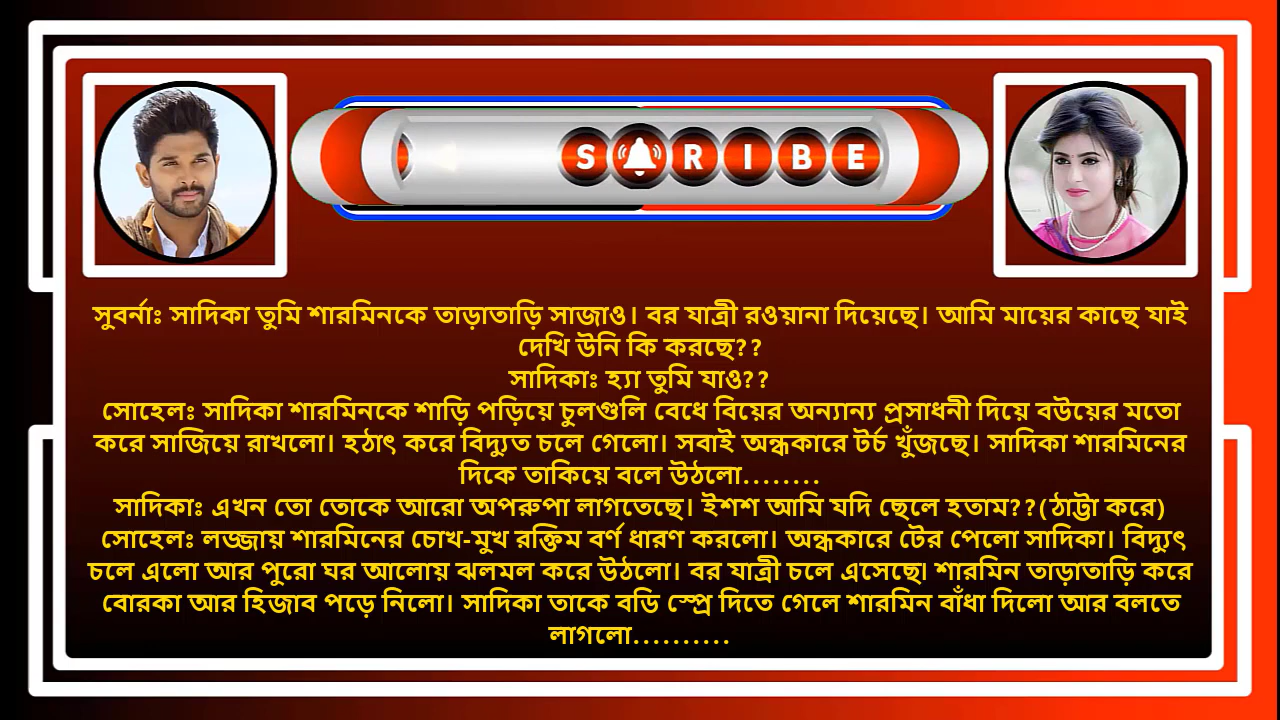 S RIBE
সুবর্নাঃ সাদিকা তুমি শারমিনকে তাড়াতাড়ি সাজাও। বর যাত্রী রওয়ানা দিয়েছে। আমি মায়ের কাছে যাই
দেখি উনি কি করছে??
সাদিকাঃ হ্যা তুমি যাও??
সোহেলঃ সাদিকা শারমিনকে শাড়ি পড়িয়ে চুলগুলি বেধে বিয়ের অন্যান্য প্রসাধনী দিয়ে বউয়ের মতো
করে সাজিয়ে রাখলো। হঠাৎ করে বিদ্যুত চলে গেলো। সবাই অন্ধকারে টর্চ খুঁজছে। সাদিকা শারমিনের
দিকে তাকিয়ে বলে উঠলো........
সাদিকাঃ এখন তো তোকে আরো অপরুপা লাগতেছে। ইশশ আমি যদি ছেলে হতাম??(ঠাট্টা করে)
সোহেলঃ লজ্জায় শারমিনের চোখ-মুখ রক্তিম বর্ণ ধারণ করলো। অন্ধকারে টের পেলো সাদিকা। বিদ্যুৎ
চলে এলো আর পুরো ঘর আলোয় ঝলমল করে উঠলো। বর যাত্রী চলে এসেছে৷ শারমিন তাড়াতাড়ি করে
বোরকা আর হিজাব পড়ে নিলো। সাদিকা তাকে বডি স্প্রে দিতে গেলে শারমিন বাঁধা দিলো আর বলতে
লাগলো..........